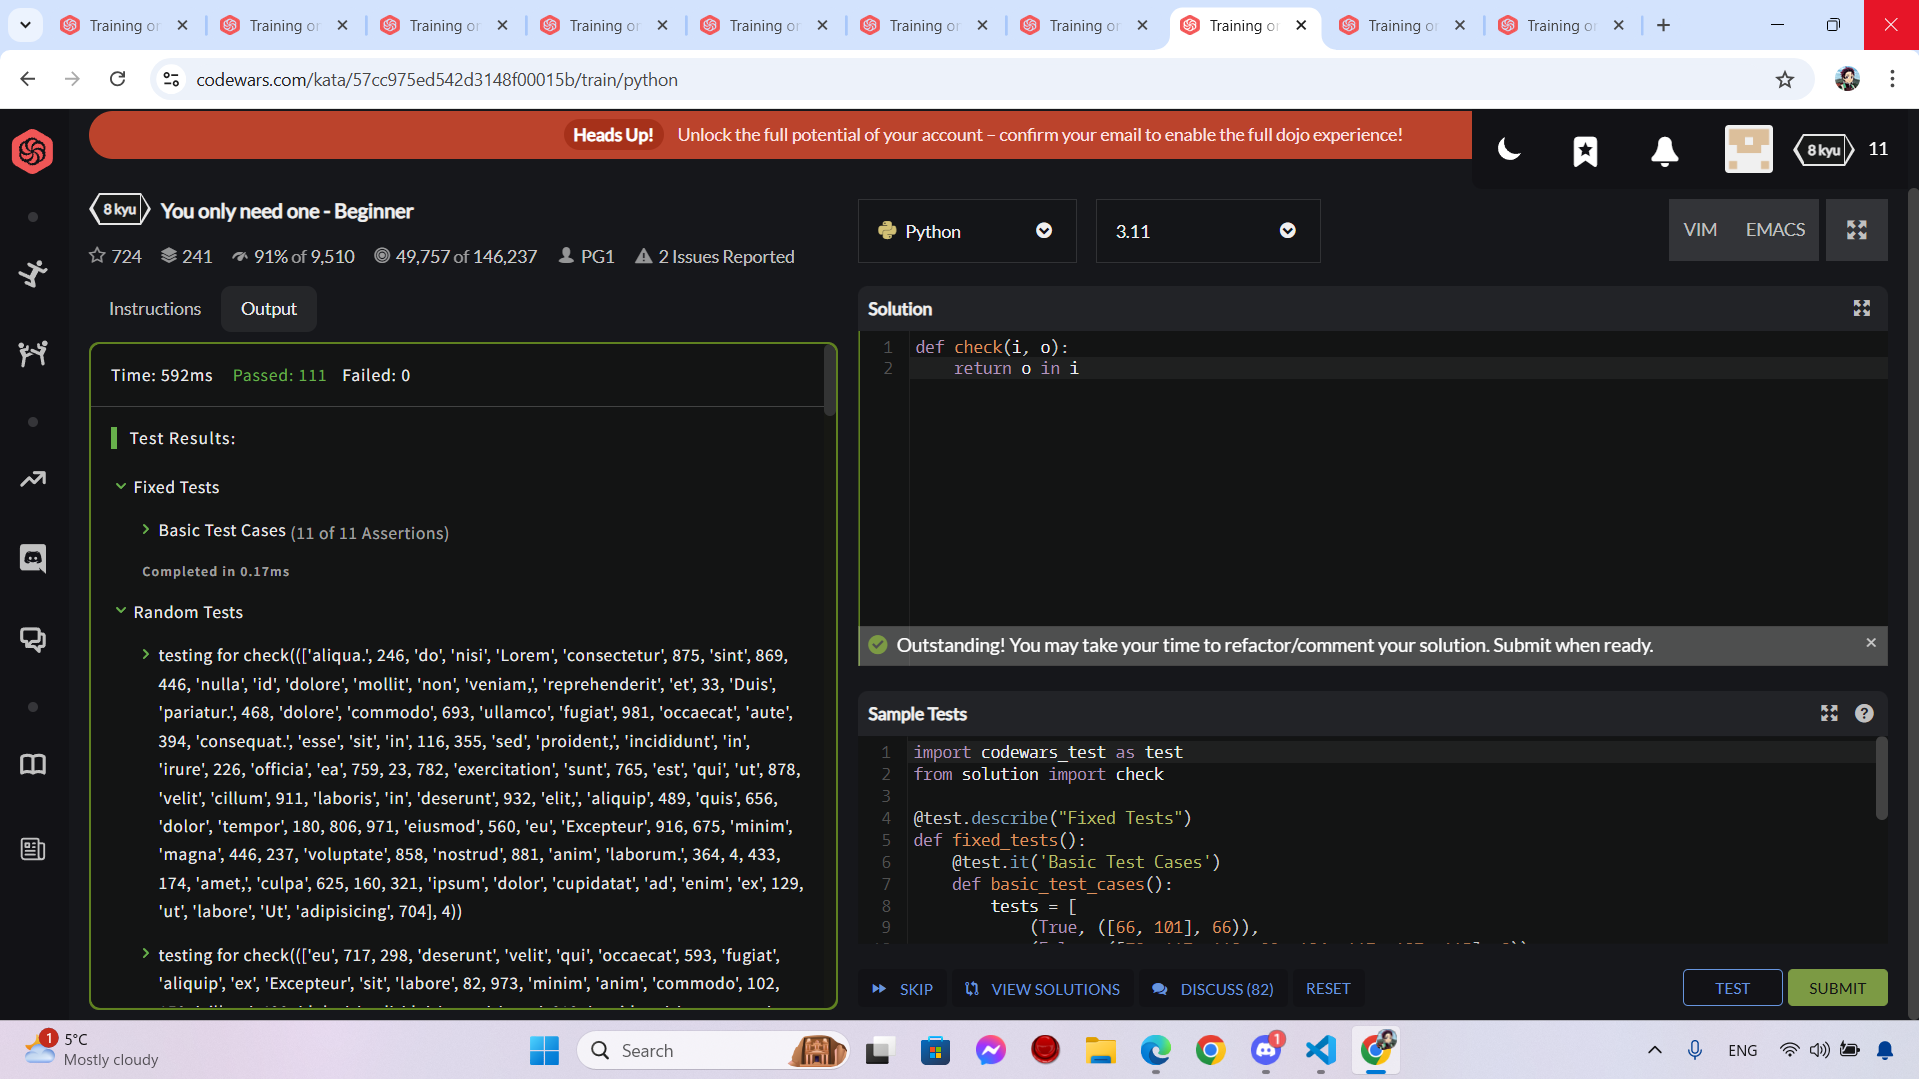 Training or
Training or
Training or
Training or
Training or
Training or
Training or
Training or
Training or
Training or
codewars.com/kata/57cc975ed542d3148f00015b/train/python
Heads Up! Unlock the full potential of your account – confirm your email to enable the full dojo experience!
8 kyu 11
8 kyu You only need one - Beginner
724 241 91% of 9,510 49,757 of 146,237 PG1 2 Issues Reported
Python
3.11
VIM EMACS
Instructions Output
Time: 592ms Passed: 111 Failed: 0
Test Results:
Fixed Tests
Basic Test Cases (11 of 11 Assertions)
Completed in 0.17ms
Random Tests
testing for check((['aliqua.', 246, 'do', 'nisi', 'Lorem', 'consectetur', 875, 'sint', 869,
446, 'nulla', 'id', 'dolore', 'mollit', 'non', 'veniam,', 'reprehenderit', 'et', 33, 'Duis',
'pariatur.', 468, 'dolore', 'commodo', 693, 'ullamco', 'fugiat', 981, 'occaecat', 'aute',
394, 'consequat.', 'esse', 'sit', 'in', 116, 355, 'sed', 'proident,', 'incididunt', 'in',
'irure', 226, 'officia', 'ea', 759, 23, 782, 'exercitation', 'sunt', 765, 'est', 'qui', 'ut', 878,
'velit', 'cillum', 911, 'laboris', 'in', 'deserunt', 932, 'elit,', 'aliquip', 489, 'quis', 656,
'dolor', 'tempor', 180, 806, 971, 'eiusmod', 560, 'eu', 'Excepteur', 916, 675, 'minim',
'magna', 446, 237, 'voluptate', 858, 'nostrud', 881, 'anim', 'laborum.', 364, 4, 433,
174, 'amet,', 'culpa', 625, 160, 321, 'ipsum', 'dolor', 'cupidatat', 'ad', 'enim', 'ex', 129,
'ut', 'labore', 'Ut', 'adipisicing', 704], 4))
testing for check((['eu', 717, 298, 'deserunt', 'velit', 'qui', 'occaecat', 593, 'fugiat',
'aliquip', 'ex', 'Excepteur', 'sit', 'labore', 82, 973, 'minim', 'anim', 'commodo', 102,
Solution
1 def check(i, o):
2 return o in i
Outstanding! You may take your time to refactor/comment your solution. Submit when ready.
Sample Tests
1 import codewars_test as test
2 from solution import check
3
4 @test.describe("Fixed Tests")
5 def fixed_tests():
6 @test.it('Basic Test Cases')
7 def basic_test_cases():
8 tests = [
9 (True, ([66, 101], 66)),
SKIP VIEW SOLUTIONS DISCUSS (82) RESET TEST SUBMIT
1 5°C
Mostly cloudy
Search
1
ENG